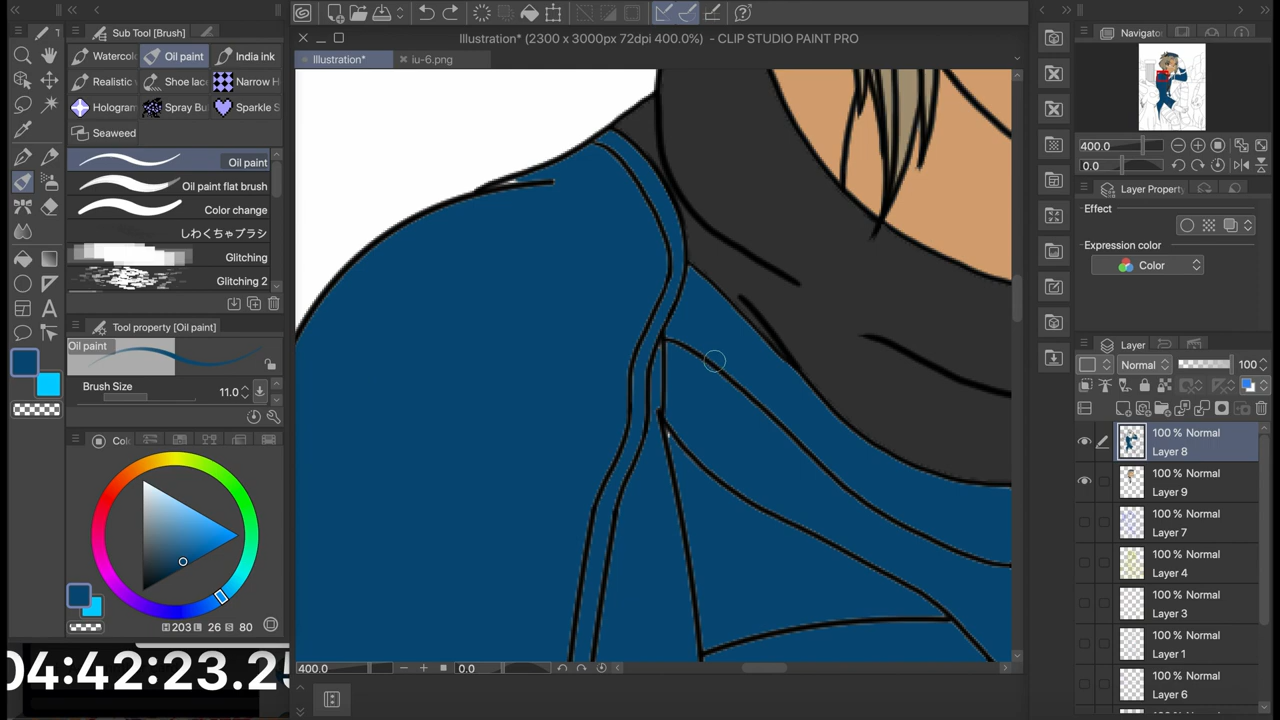 Sub Tool [Brush]
Illustration* (2300 x 3000px 72dpi 400.0%) - CLIP STUDIO PAINT PRO
Navigator
Illustration*
iu-6.png
Watercolo
Oil paint
India ink
Realistic
Shoe lace
Narrow H
Hologram
Spray Bu
Sparkle S
Seaweed
Oil paint
Oil paint flat brush
Color change
しわくちゃブラシ
Glitching
Glitching 2
400.0
0.0
Layer Propert
Effect
Expression color
Color
Tool property [Oil paint]
Oil paint
Brush Size
11.0
Layer
Normal
100
Col
100 % Normal
Layer 8
100 % Normal
Layer 9
100 % Normal
Layer 7
100 % Normal
Layer 4
100 % Normal
Layer 3
100 % Normal
Layer 1
100 % Normal
Layer 6
H 203 L 26 S 80
400.0
0.0
04:42:23.25